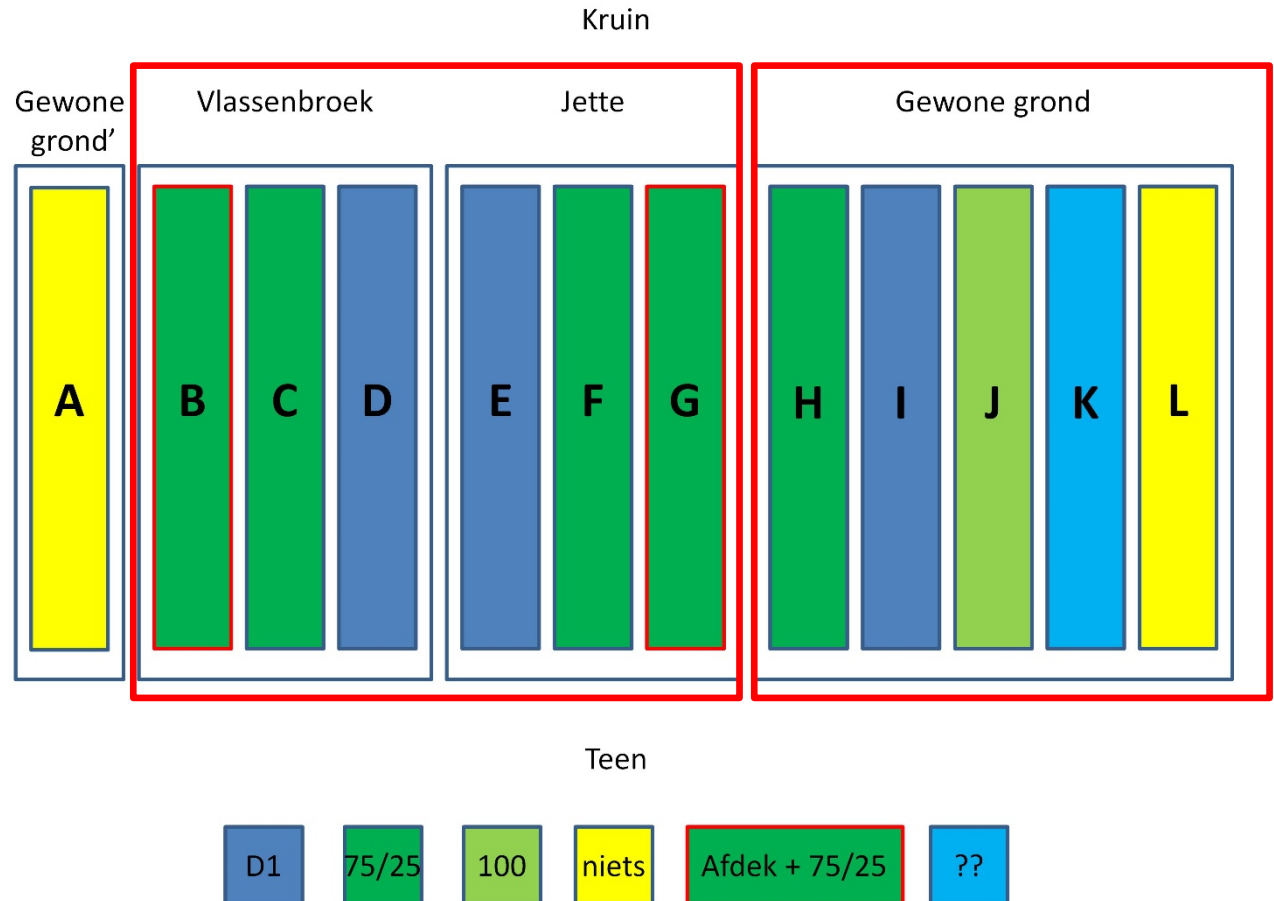 Kruin
Gewone
grond’
Vlassenbroek
Jette
Gewone grond
A
B
C
D
E
F
G
H
I
J
K
L
Teen
D1
75/25
100
niets
Afdek + 75/25
??